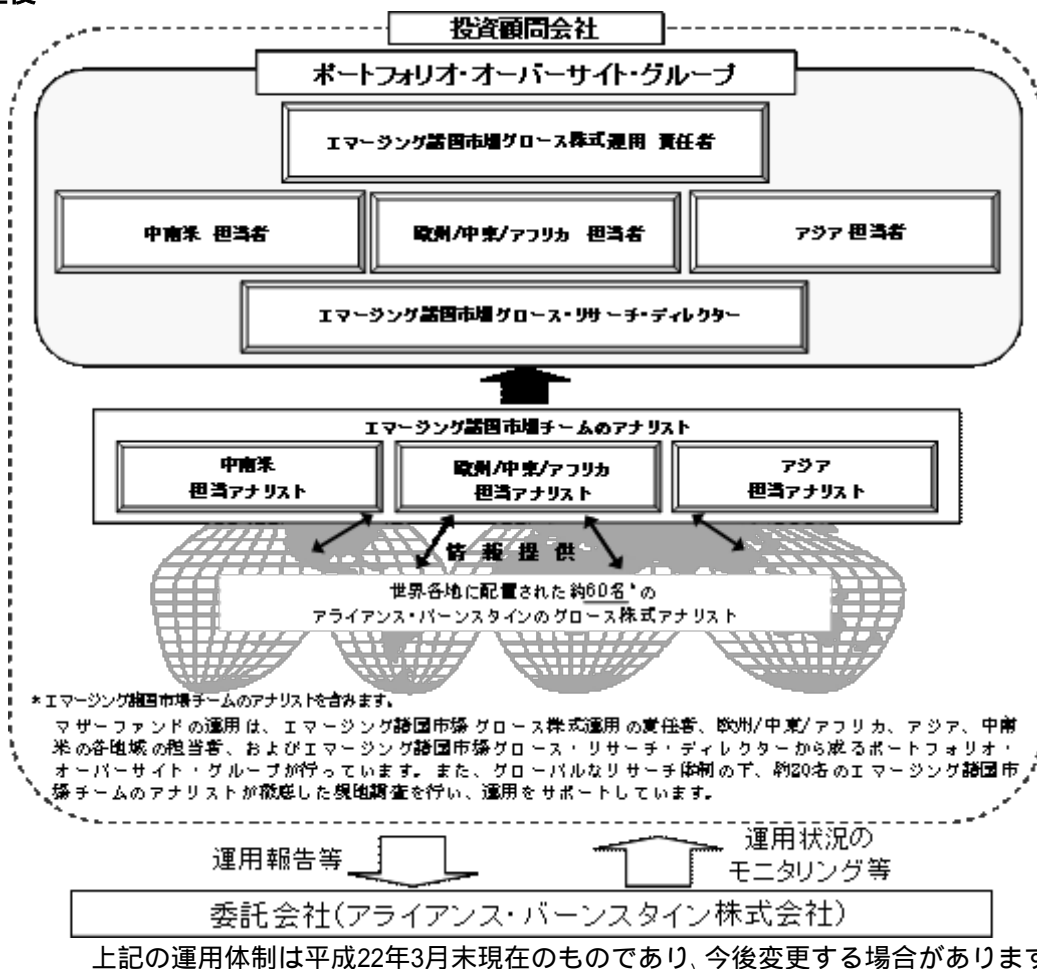 投資顧問会社
ポートフォリオ・オーバーサイト・グループ
エマージング諸国市場グロース株式運用 責任者
中南米 担当者
欧州/中東/アフリカ 担当者
アジア 担当者
エマージング諸国市場グロース・リサーチ・ディレクター
エマージング諸国市場チームのアナリスト
中南米
担当アナリスト
欧州/中東/アフリカ
担当アナリスト
アジア
担当アナリスト
情報提供
世界各地に配置された約60名*の
アライアンス・バーンスタインのグロース株式アナリスト
*エマージング諸国市場チームのアナリストを含みます。
マザーファンドの運用は、エマージング諸国市場グロース株式運用の責任者、欧州/中東/アフリカ、アジア、中南
米の各地域の担当者、およびエマージング諸国市場グロース・リサーチ・ディレクターから成るポートフォリオ・
オーバーサイト・グループが行っています。また、グローバルなリサーチ体制の下、約20名のエマージング諸国市
場チームのアナリストが徹底した現地調査を行い、運用をサポートしています。
運用報告等
運用状況の
モニタリング等
委託会社(アライアンス・バーンスタイン株式会社)
上記の運用体制は平成22年3月末現在のものであり、今後変更する場合があります